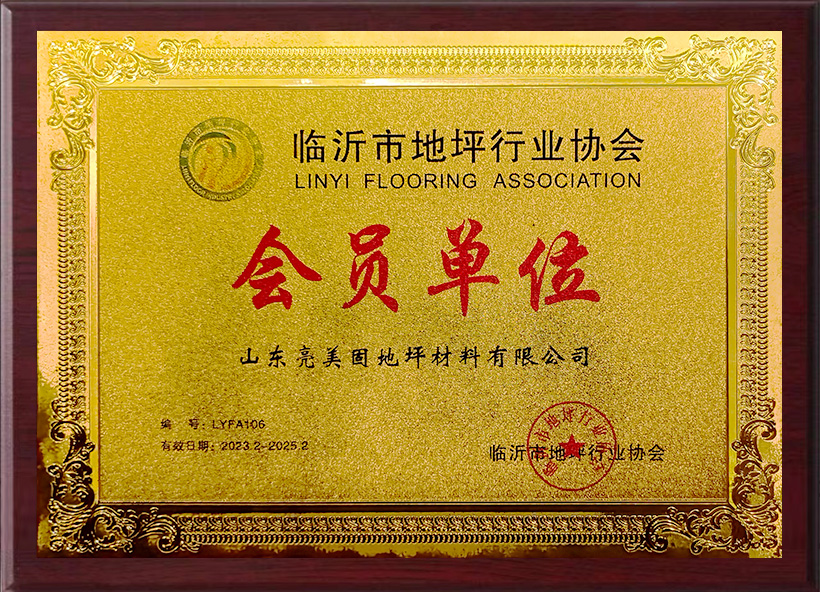 临沂市地坪行业协会
LINYI FLOORING ASSOCIATION
会员单位
山东亮美固地坪材料有限公司
编 号: LYFA106
有效日期: 2023.2-2025.2
临沂市地坪行业协会